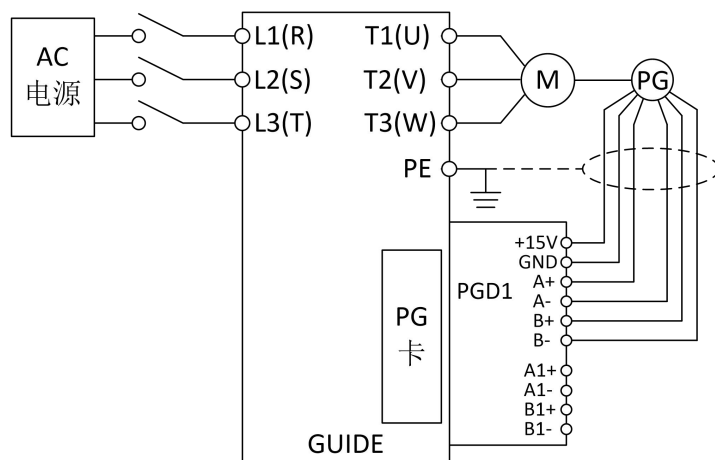 AC
电源
L1(R)
L2(S)
L3(T)
T1(U)
T2(V)
T3(W)
PE
M
PG
+15V
GND
A+
A-
B+
B-
A1+
A1-
B1+
B1-
PGD1
PG
卡
GUIDE